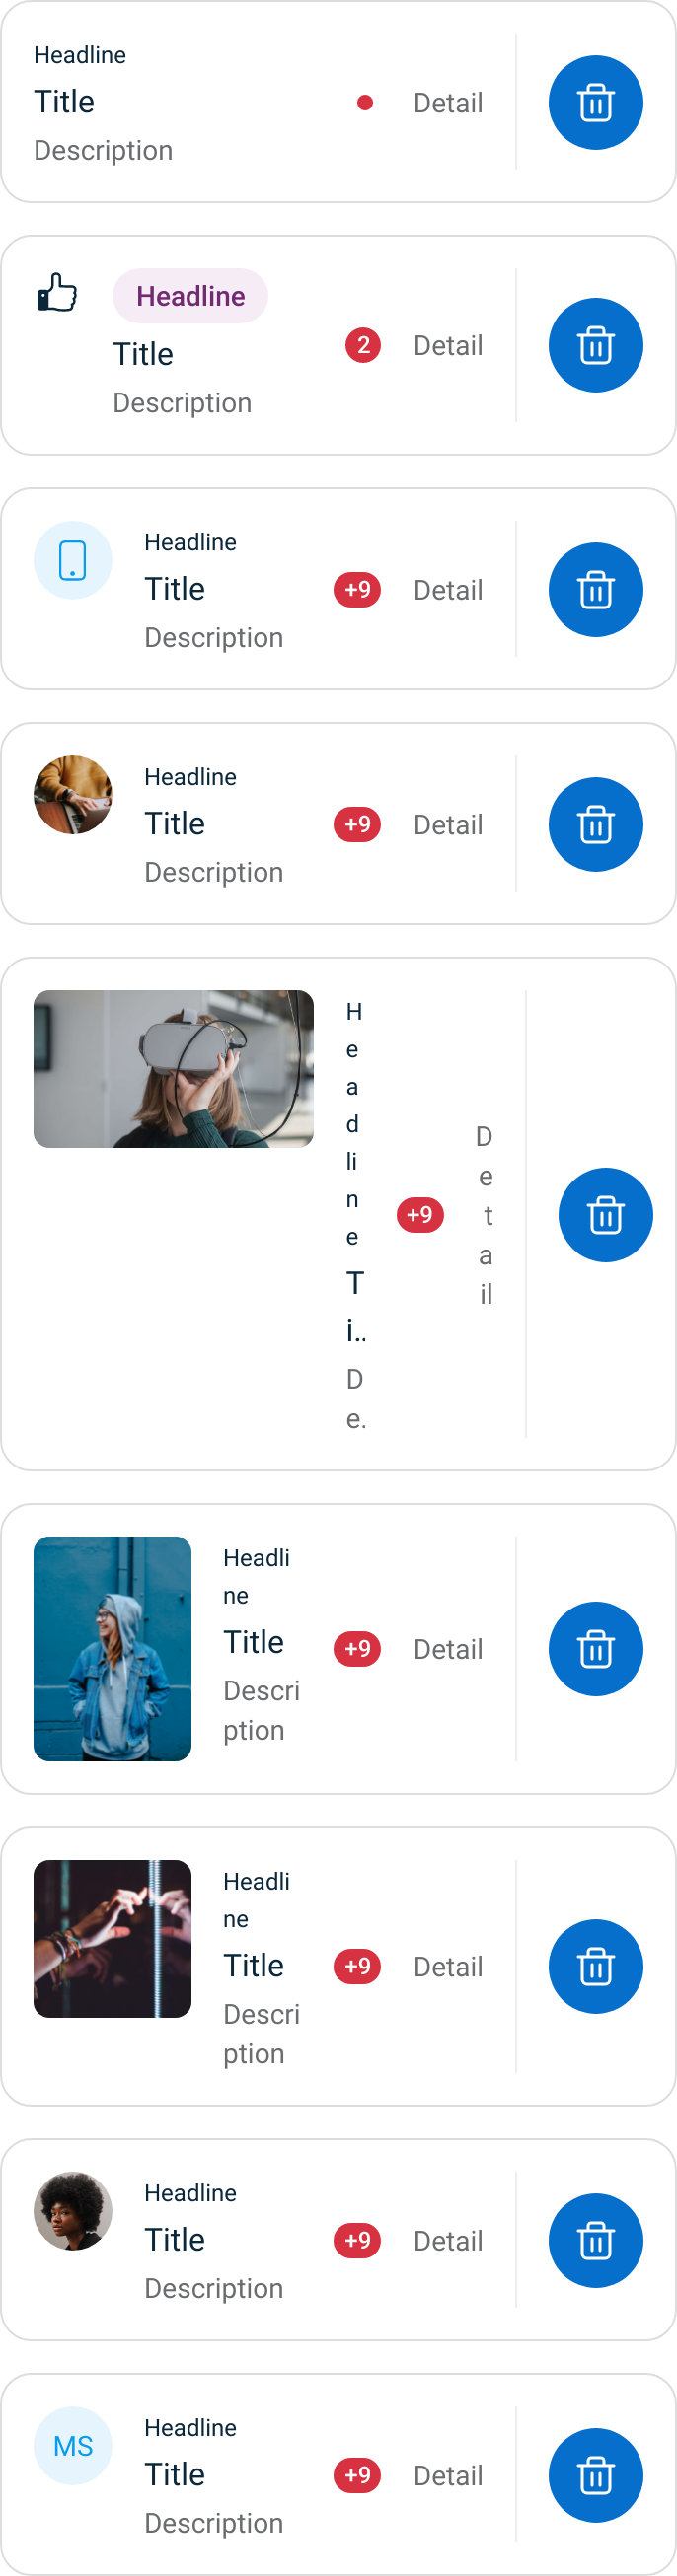 Headline
Title
Description
Detail
Headline
Title
Description
2
Detail
Headline
Title
Description
+9
Detail
Headline
Title
Description
+9
Detail
H
e
a
d
li
n
e
T
i..
D
e.
+9
D
e
t
a
il
Headli
ne
Title
Descri
ption
+9
Detail
Headli
ne
Title
Descri
ption
+9
Detail
Headline
Title
Description
+9
Detail
MS
Headline
Title
Description
+9
Detail